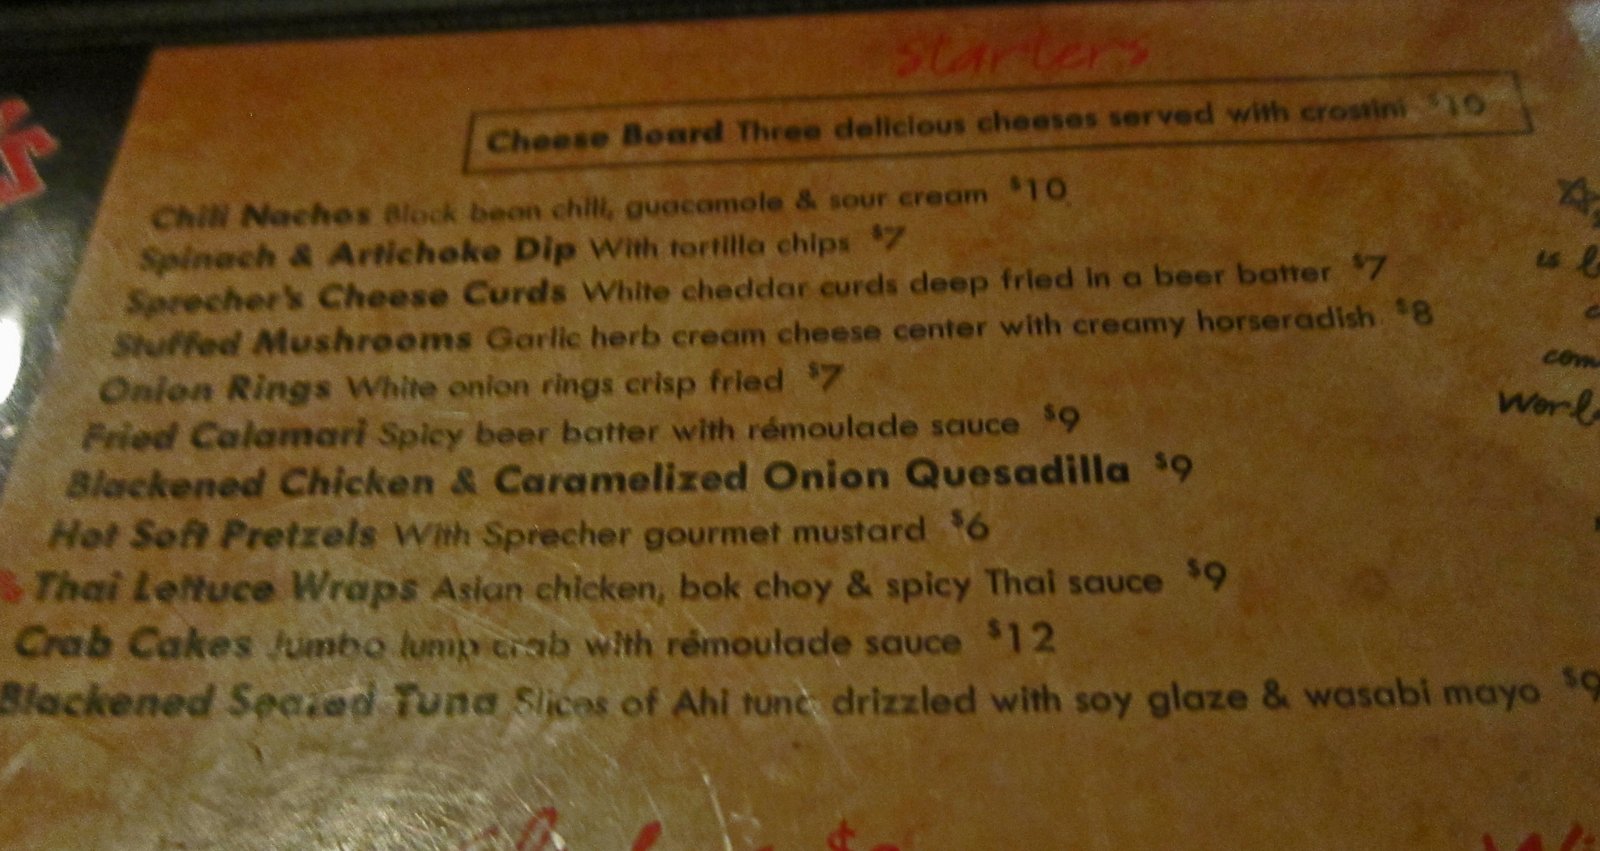 Starters
Cheese Board Three delicious cheeses served with crostini $10
Chili Nachos Black bean chili, guacamole & sour cream $10
Spinach & Artichoke Dip With tortilla chips $7
Sprecher's Cheese Curds White cheddar curds deep fried in a beer batter $7
Stuffed Mushrooms Garlic herb cream cheese center with creamy horseradish $8
Onion Rings White onion rings crisp fried $7
Fried Calamari Spicy beer batter with rémoulade sauce $9
Blackened Chicken & Caramelized Onion Quesadilla $9
Hot Soft Pretzels With Sprecher gourmet mustard $6
Thai Lettuce Wraps Asian chicken, bok choy & spicy Thai sauce $9
Crab Cakes Jumbo lump crab with rémoulade sauce $12
Blackened Seared Tuna Slices of Ahi tuna drizzled with soy glaze & wasabi mayo $9
is